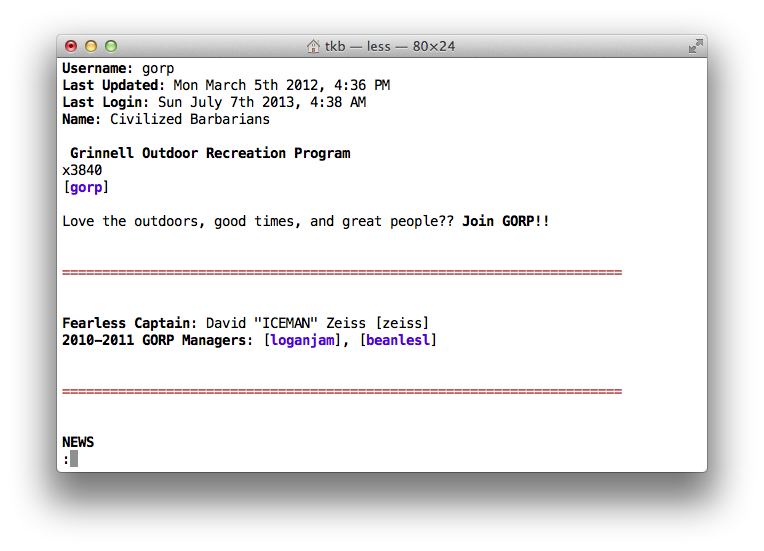 tkb — less — 80×24
Username: gorp
Last Updated: Mon March 5th 2012, 4:36 PM
Last Login: Sun July 7th 2013, 4:38 AM
Name: Civilized Barbarians
Grinnell Outdoor Recreation Program
x3840
[gorp]
Love the outdoors, good times, and great people?? Join GORP!!
======================================================================
Fearless Captain: David "ICEMAN" Zeiss [zeiss]
2010-2011 GORP Managers: [loganjam], [beanlesl]
======================================================================
NEWS
: